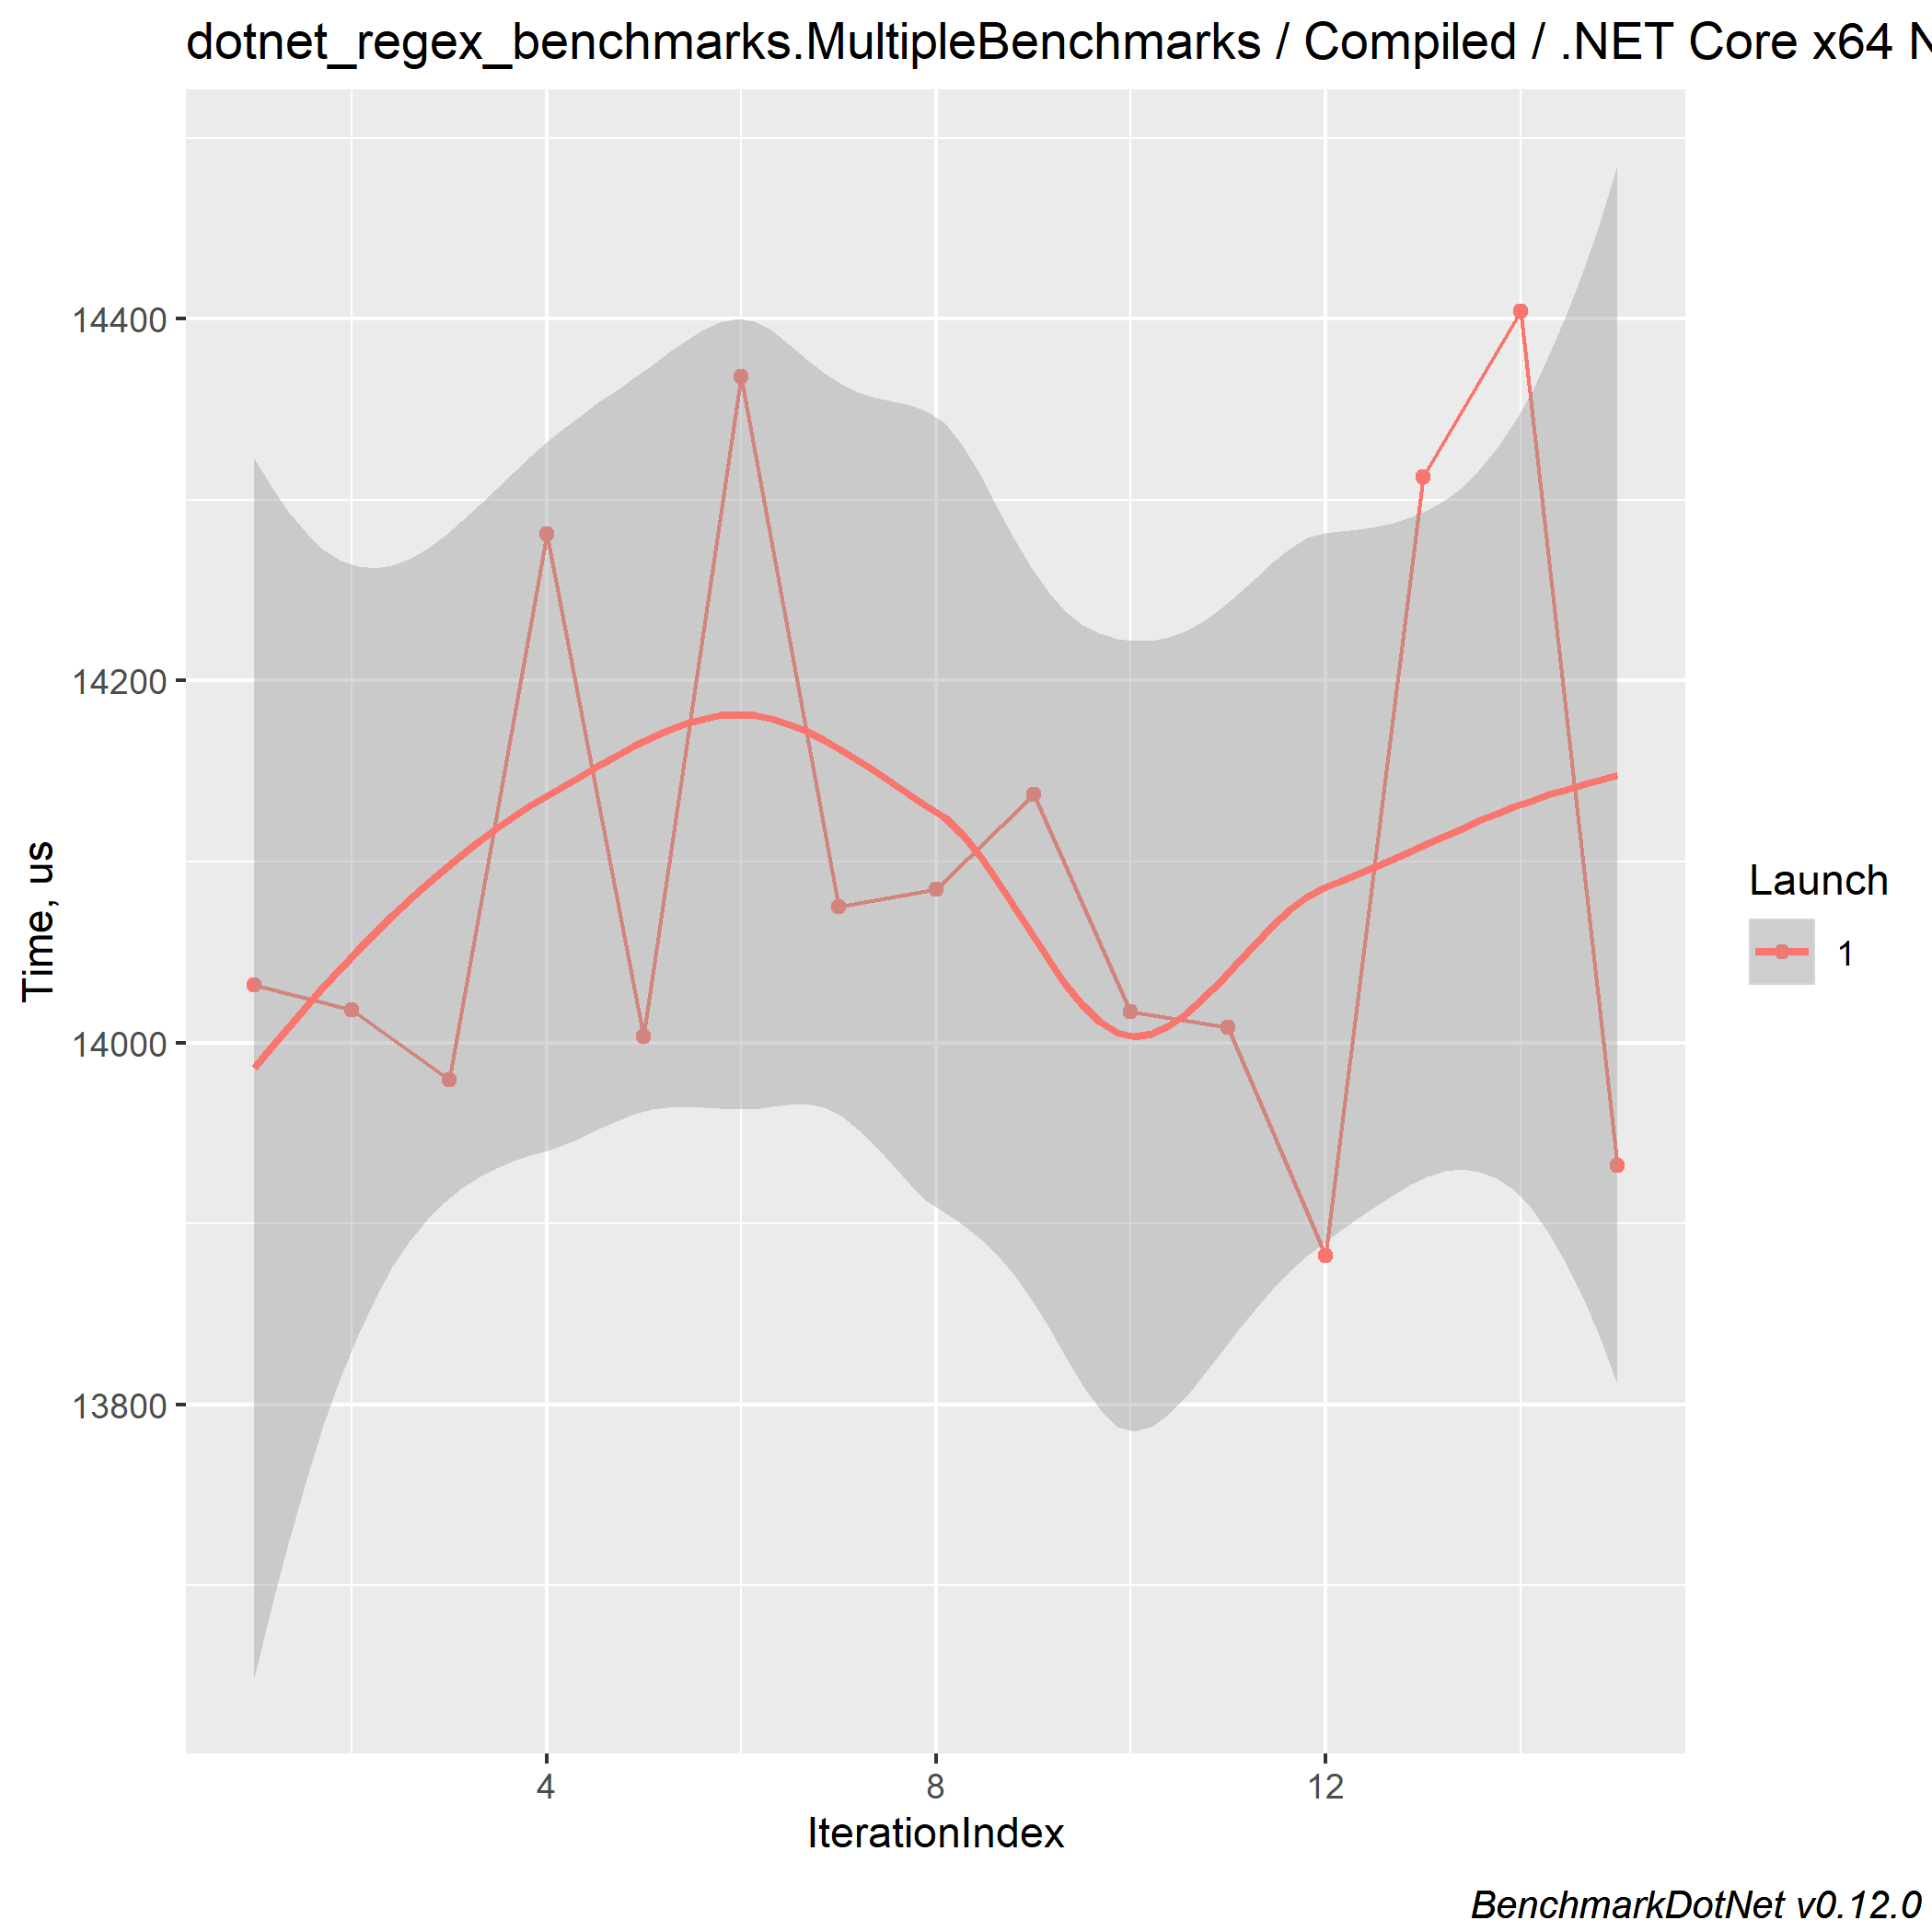 dotnet_regex_benchmarks.MultipleBenchmarks / Compiled / .NET Core x64
14400
14200
14000
13800
Time, us
4
8
12
IterationIndex
Launch
1
BenchmarkDotNet v0.12.0